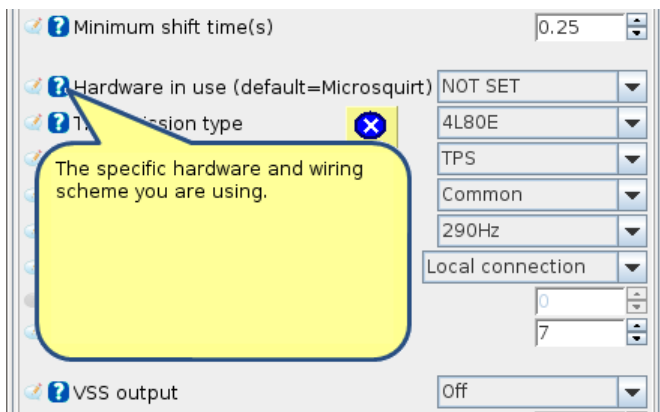 Minimum shift time(s) 0.25
Hardware in use (default=Microsquirt) NOT SET
ission type 4L80E
The specific hardware and wiring
scheme you are using.
TPS
Common
290Hz
Local connection
0
7
VSS output Off